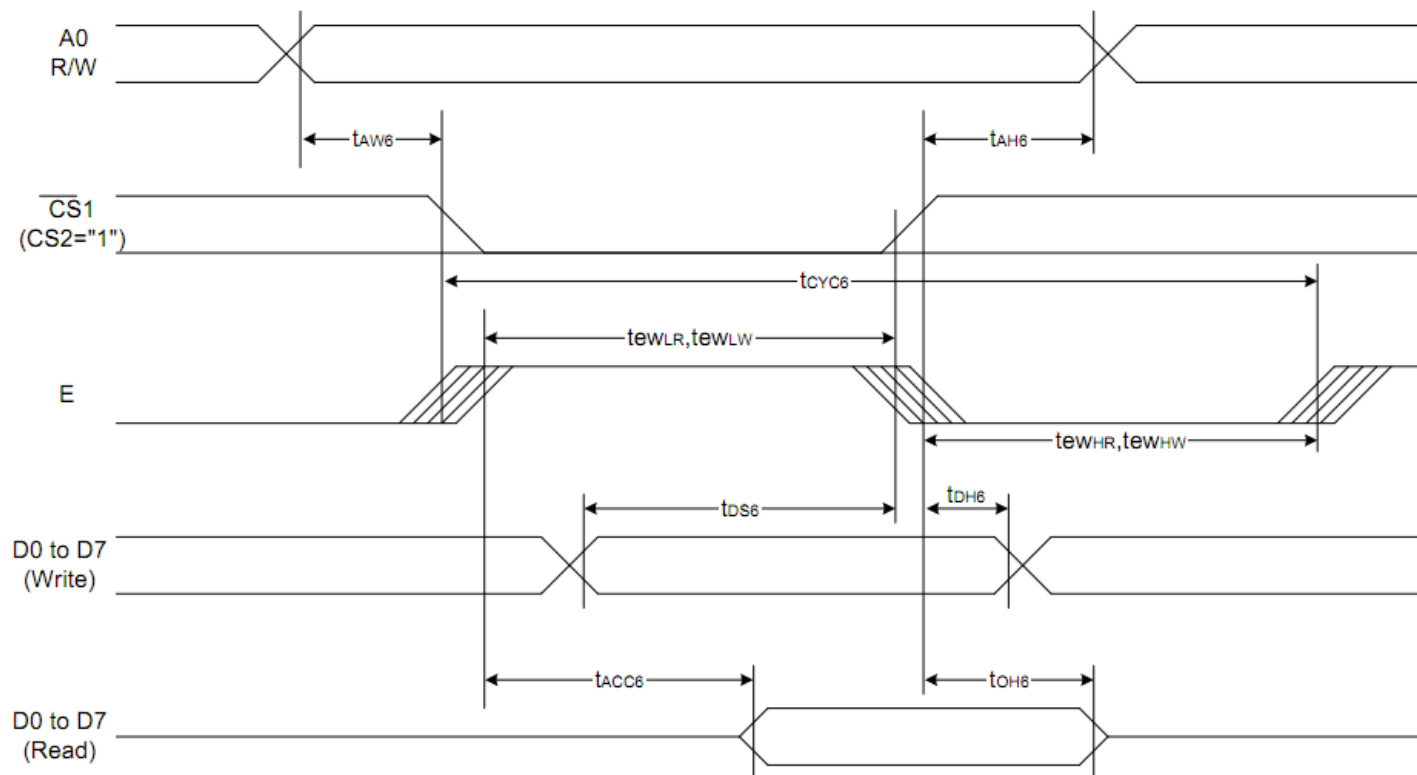 A0
R/W
tAW6
tAH6
CS1
(CS2="1")
tCYC6
tewLR,tewLW
E
tewHR,tewHW
tDS6
tDH6
D0 to D7
(Write)
tACC6
tOH6
D0 to D7
(Read)